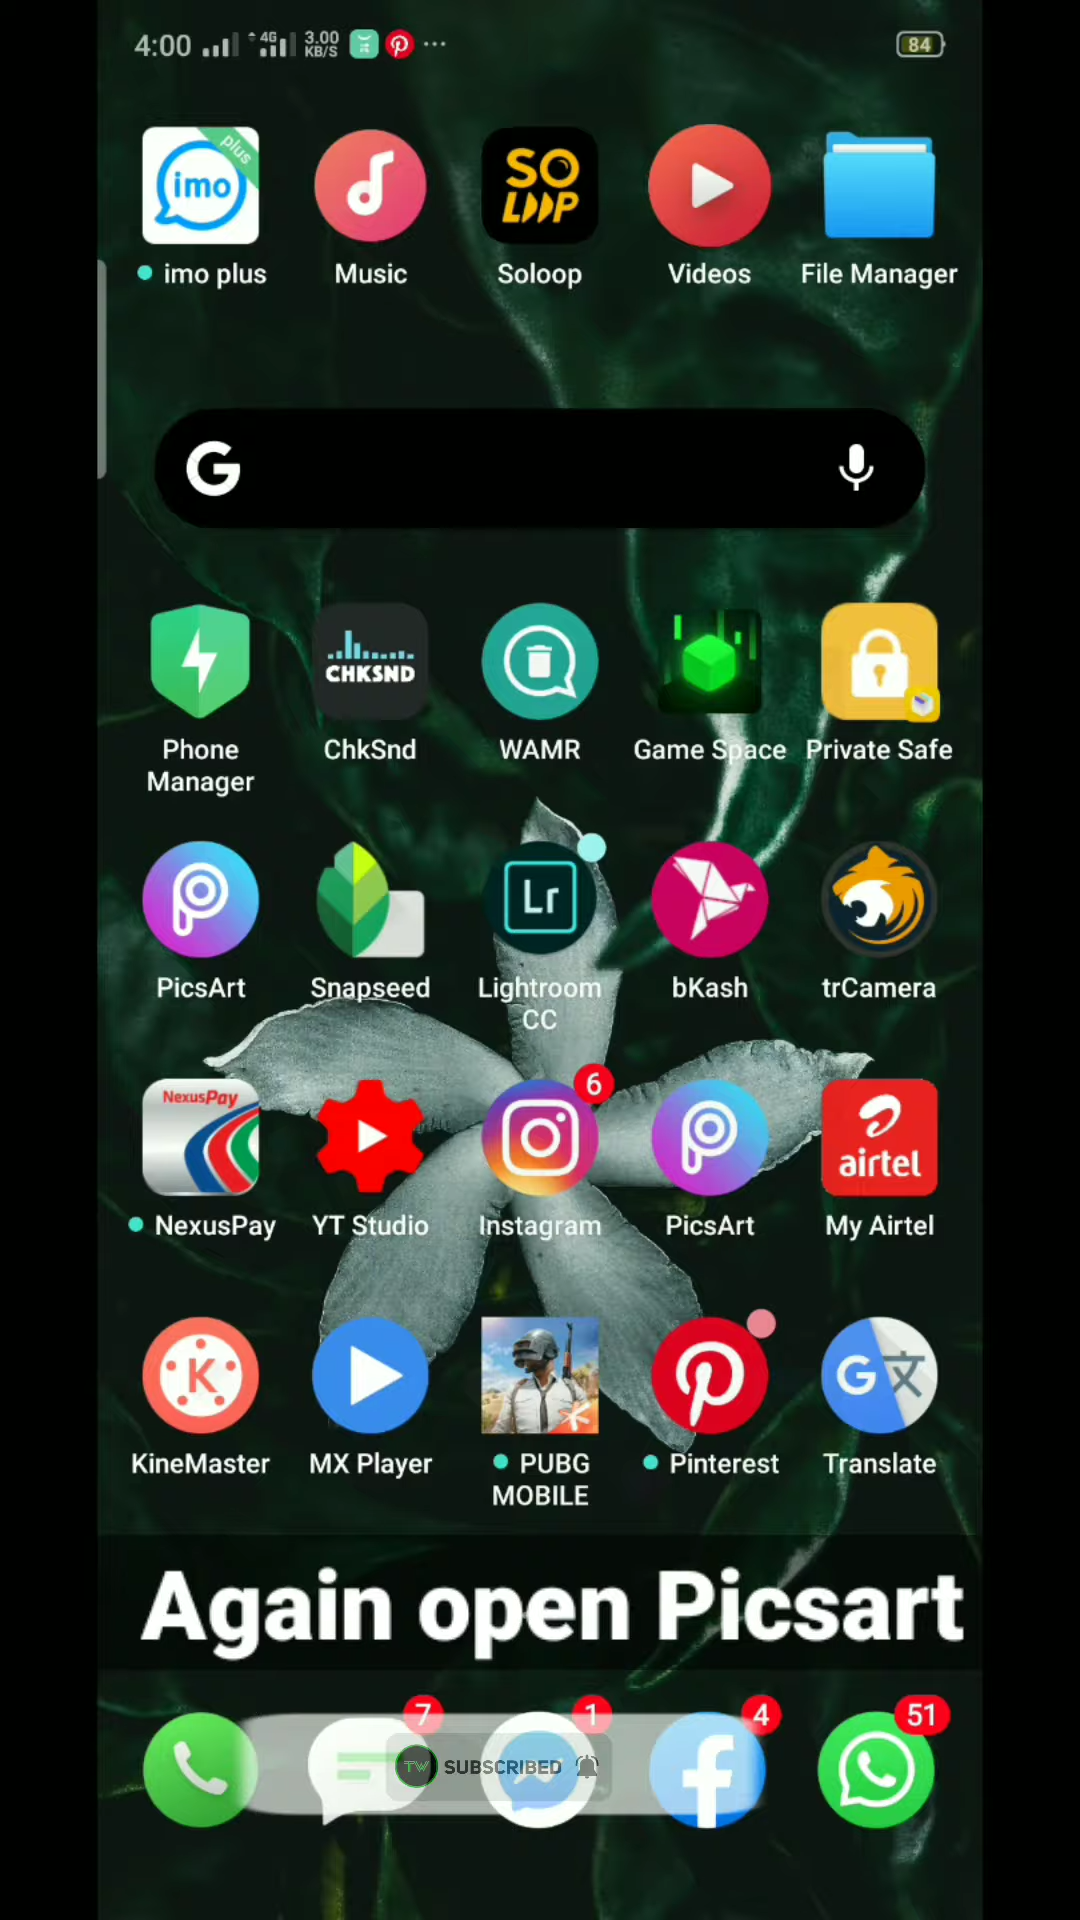 4:00 4G 3.00 KB/S 84
plus
imo
SO
LOOP
imo plus Music Soloop Videos File Manager
G
CHKSND
Phone Manager ChkSnd WAMR Game Space Private Safe
Lr
PicsArt Snapseed Lightroom CC bKash trCamera
NexusPay
6
airtel
NexusPay YT Studio Instagram PicsArt My Airtel
K
G 文
KineMaster MX Player PUBG MOBILE Pinterest Translate
Again open Picsart
7 1 4 51
TW SUBSCRIBED